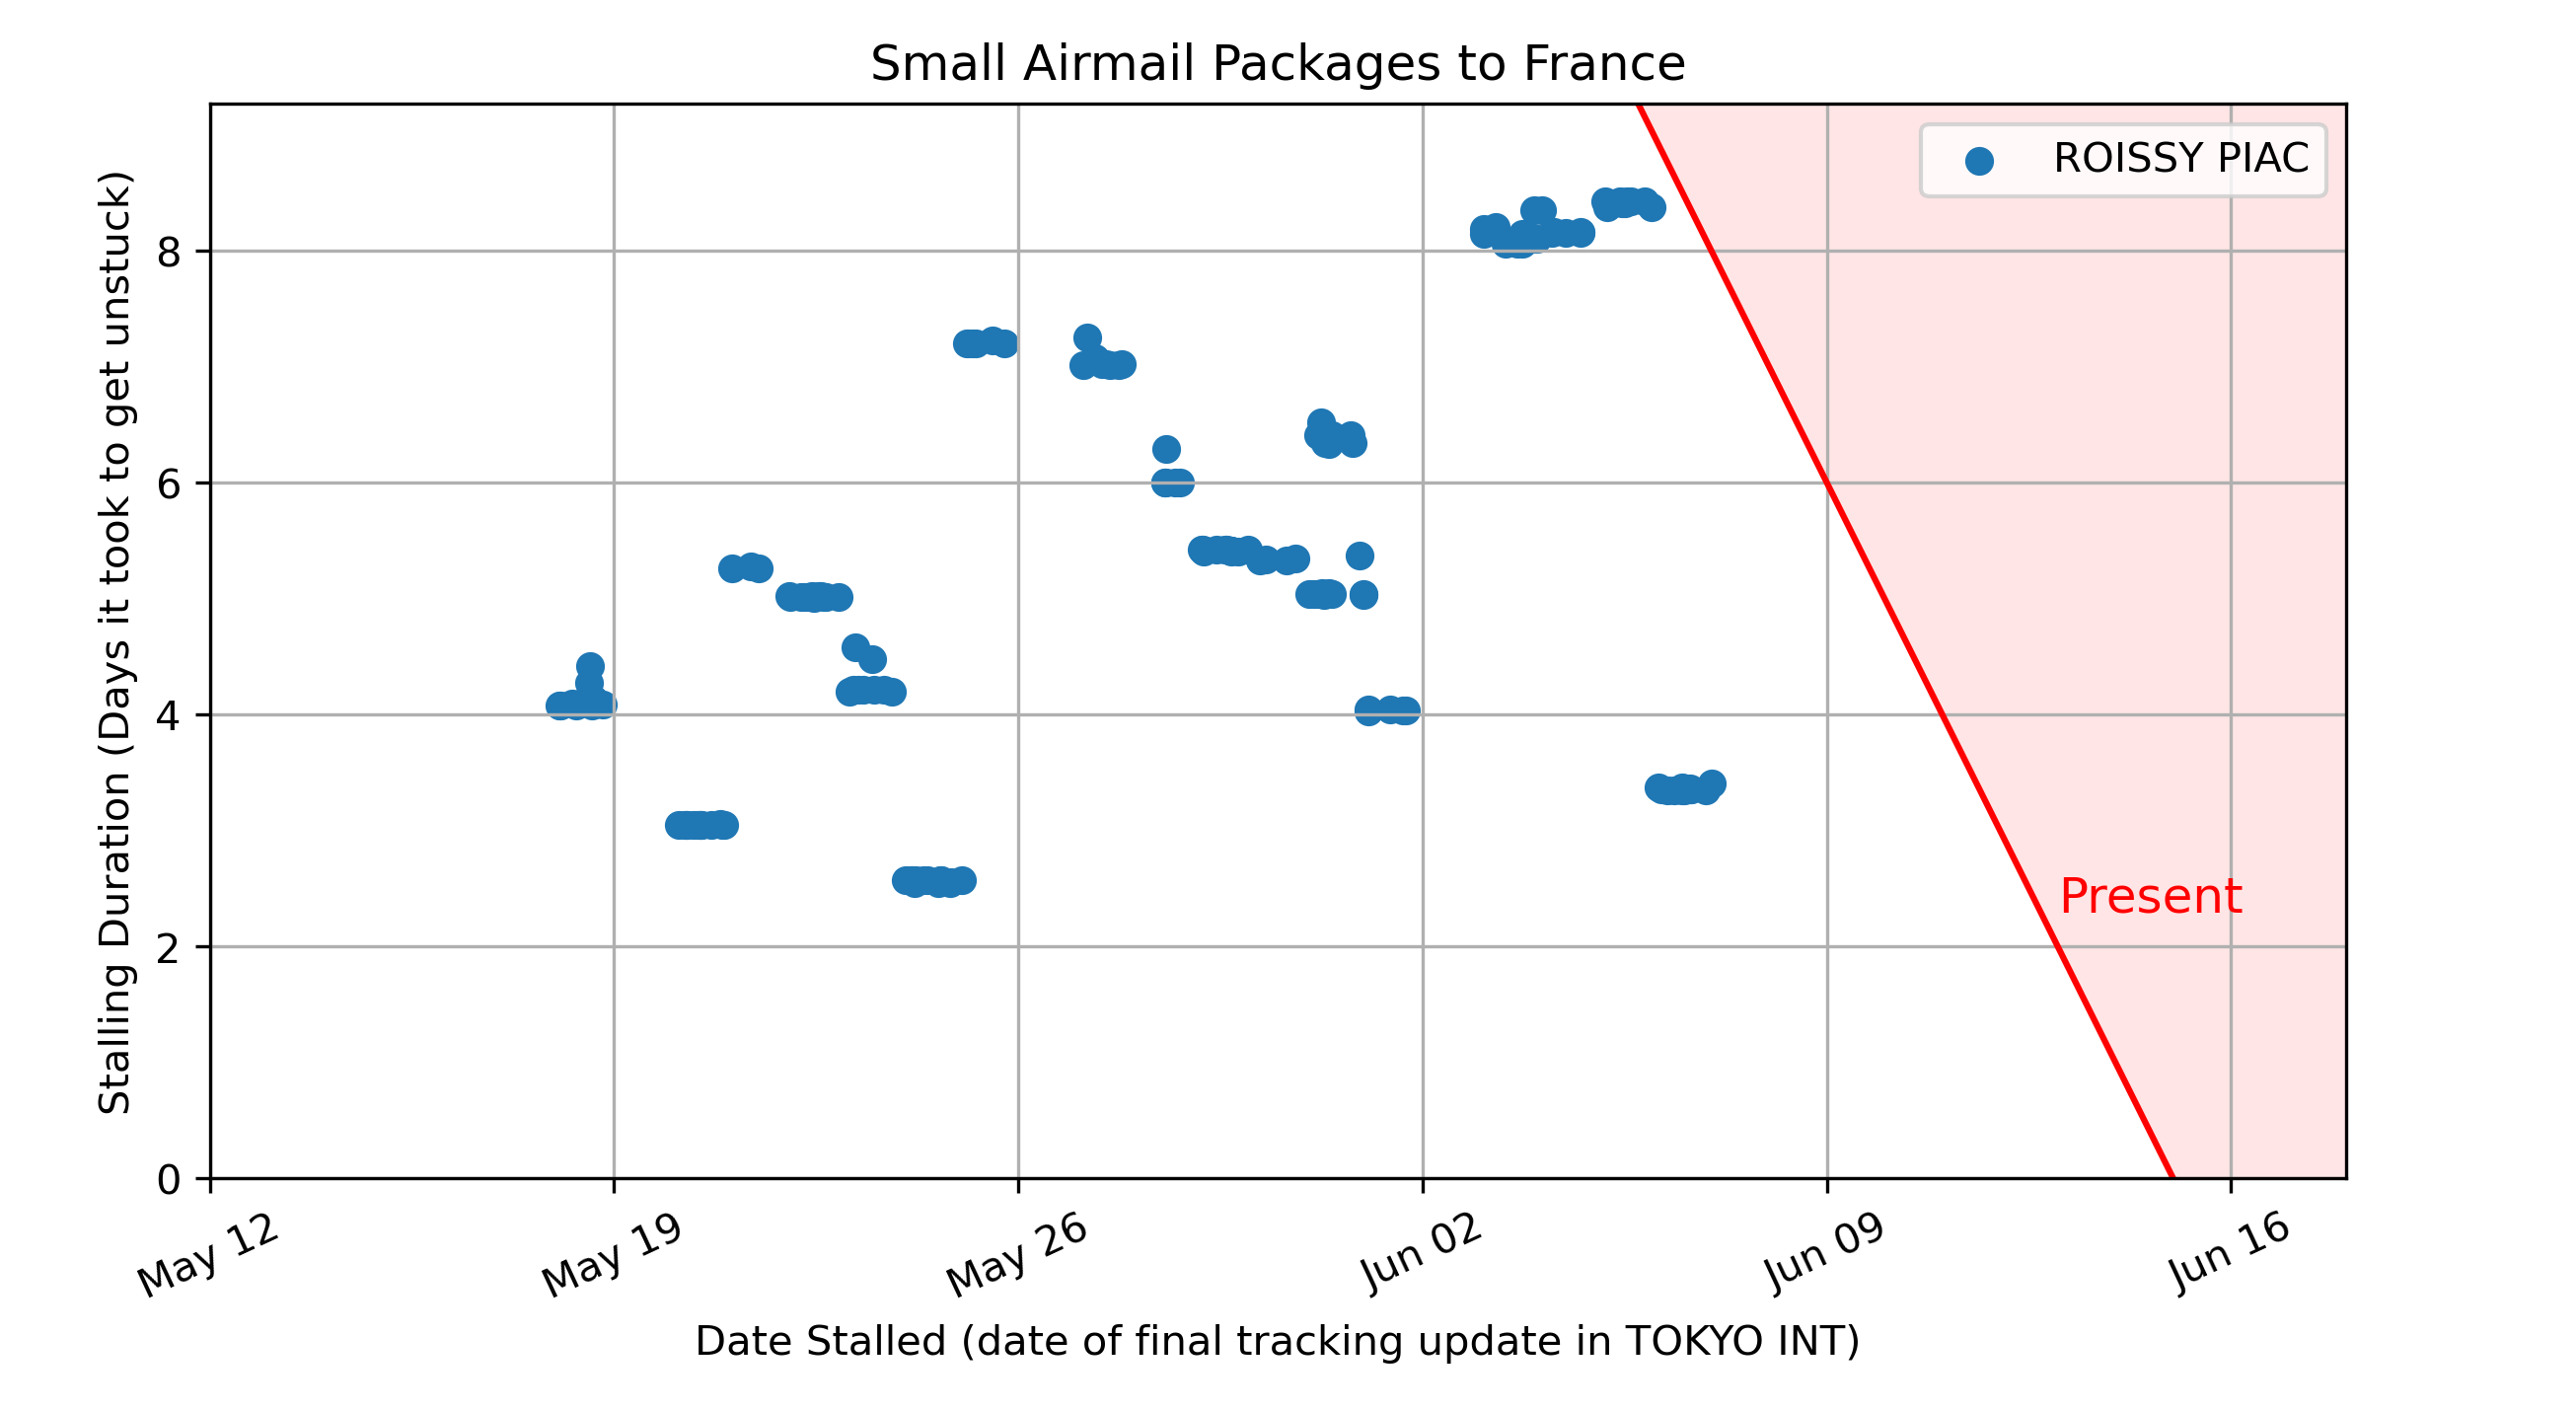 Small Airmail Packages to France
ROISSY PIAC
Stalling Duration (Days it took to get unstuck)
8
6
4
2
0
Present
May 12
May 19
May 26
Jun 02
Jun 09
Jun 16
Date Stalled (date of final tracking update in TOKYO INT)